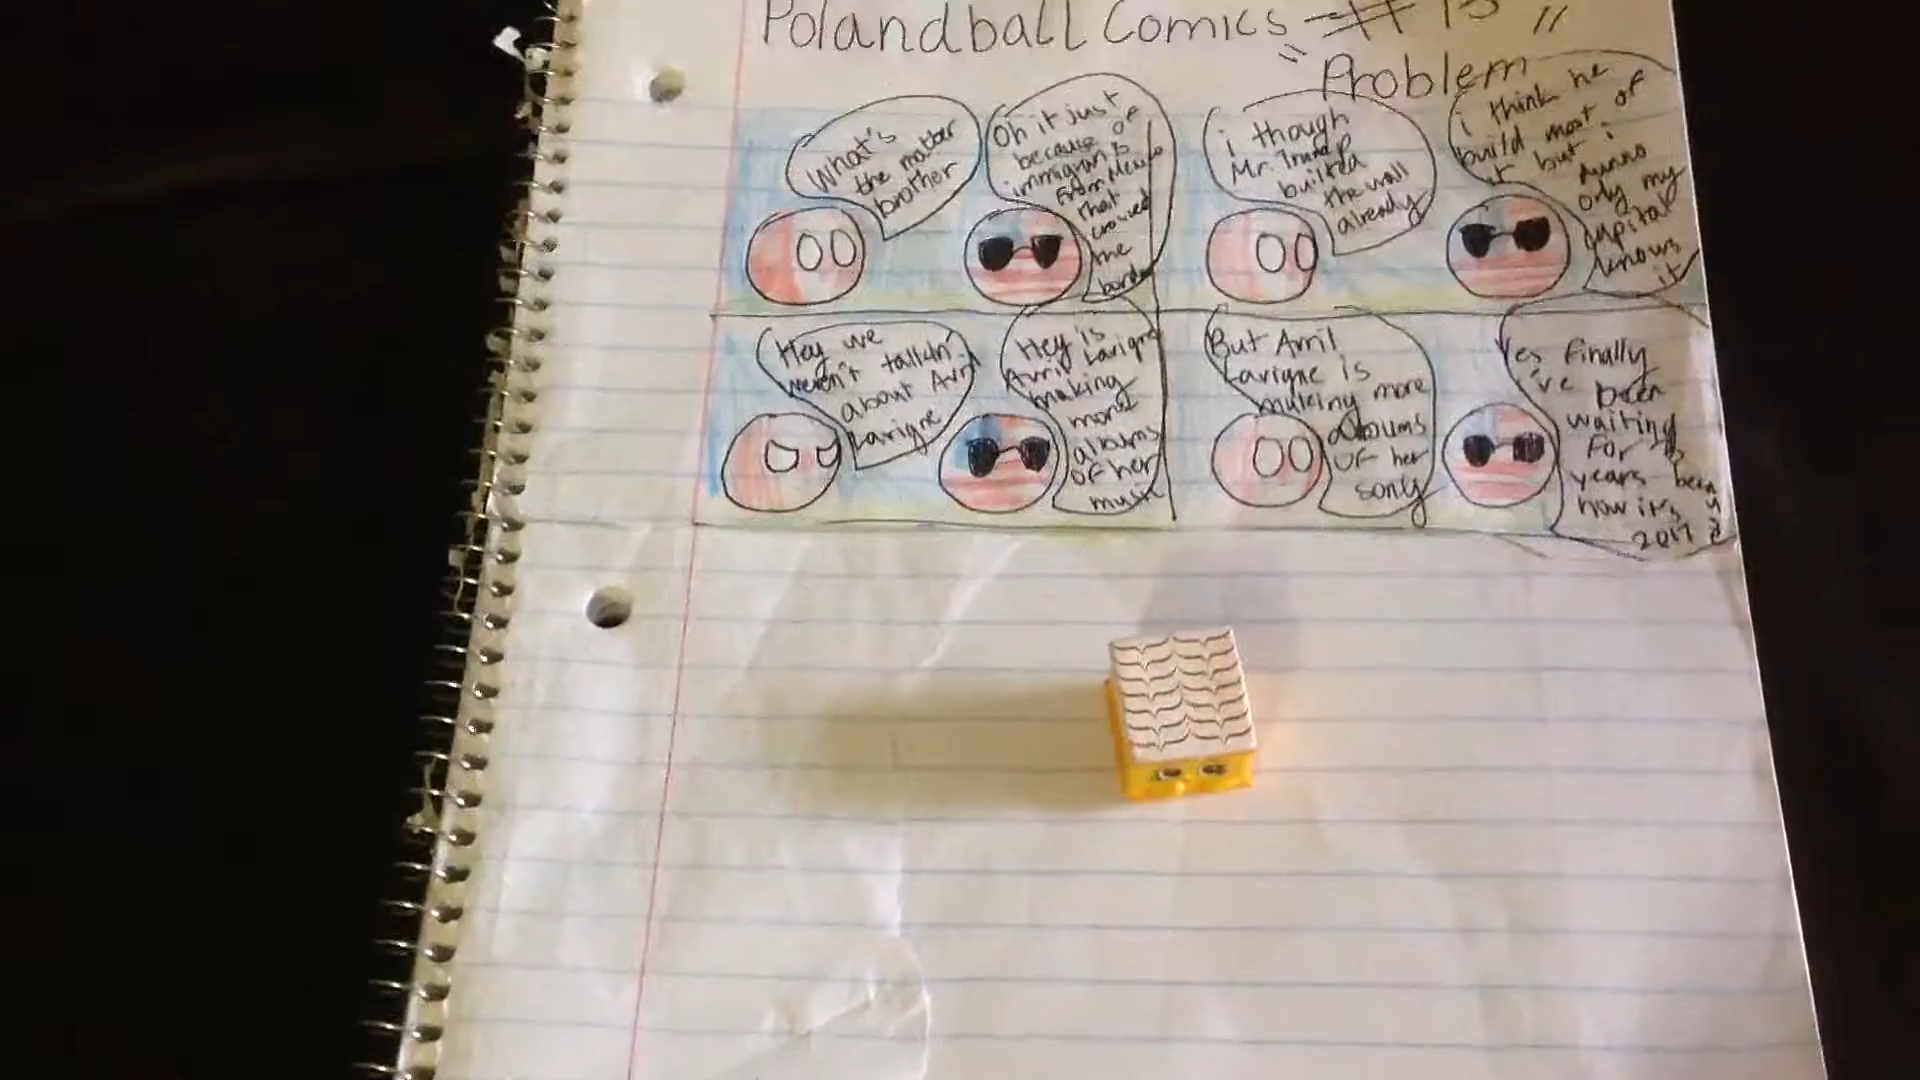 Polandball Comics #15
" Problem "
What's
the matter
brother
Oh it just
because of
immigrants
From Mexico
that
crossed
the
border
i though
Mr. Trump
builted
the wall
already
i think he
build most of
it but i
dunno
only my
capital
knows
it
Hey we
weren't talkin'
about Avril
Lavigne
Hey is
Avril Lavigne
making
more
albums
of her
music
But Avril
Lavigne is
making more
albums
of her
song
Yes Finally
I've been
waiting
For
years
now it's
2017